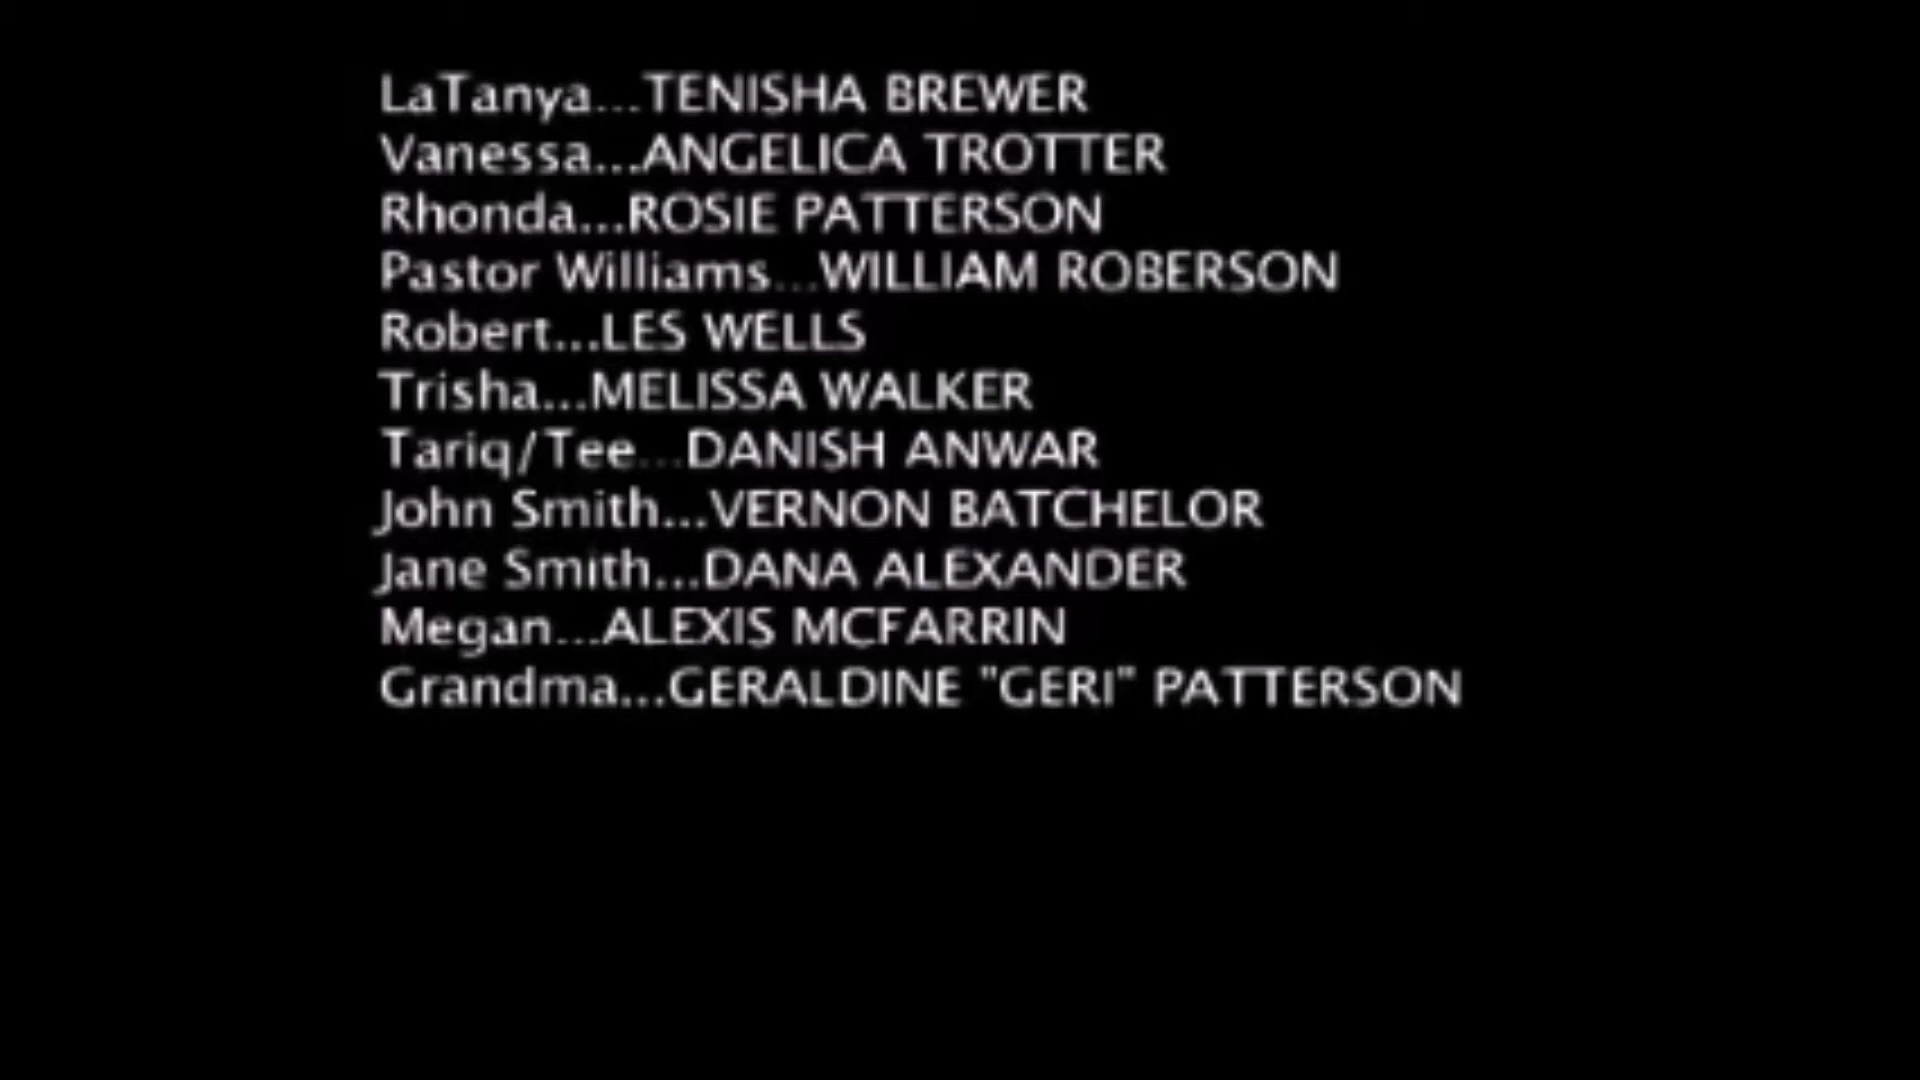 LaTanya...TENISHA BREWER
Vanessa...ANGELICA TROTTER
Rhonda...ROSIE PATTERSON
Pastor Williams...WILLIAM ROBERSON
Robert...LES WELLS
Trisha...MELISSA WALKER
Tariq/Tee...DANISH ANWAR
John Smith...VERNON BATCHELOR
Jane Smith...DANA ALEXANDER
Megan...ALEXIS MCFARRIN
Grandma...GERALDINE "GERI" PATTERSON